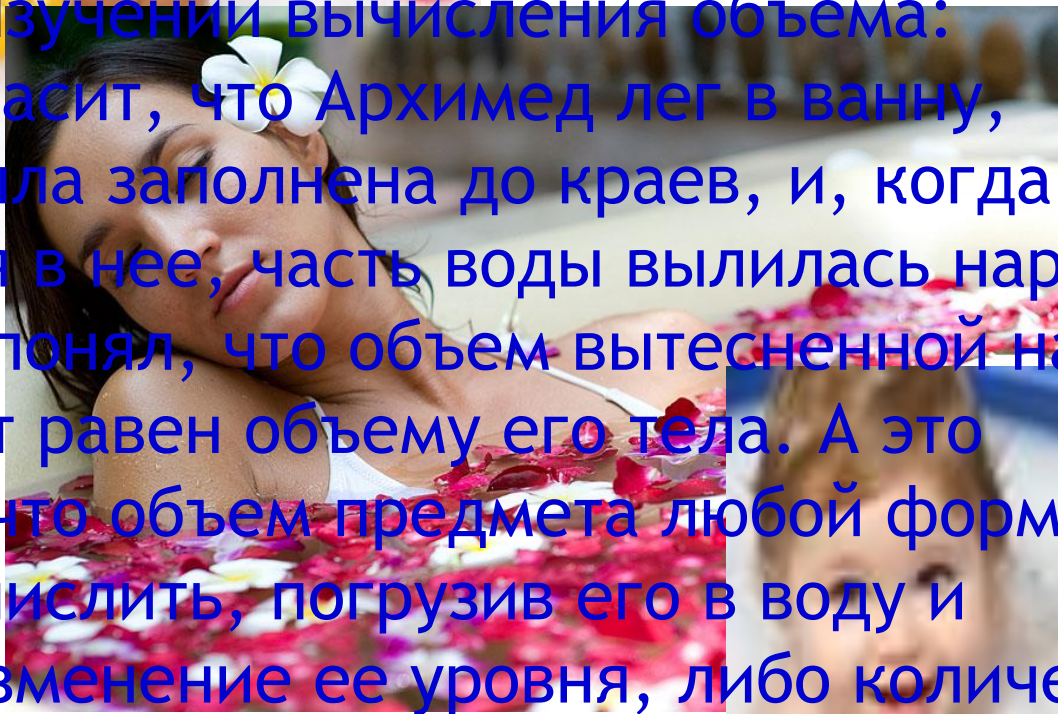 изучении вычисления объема:
асит, что Архимед лег в ванну,
ла заполнена до краев, и, когда
я в нее, часть воды вылилась нар
понял, что объем вытесненной на
т равен объему его тела. А это
что объем предмета любой форм
ислить, погрузив его в воду и
зменение ее уровня, либо количе